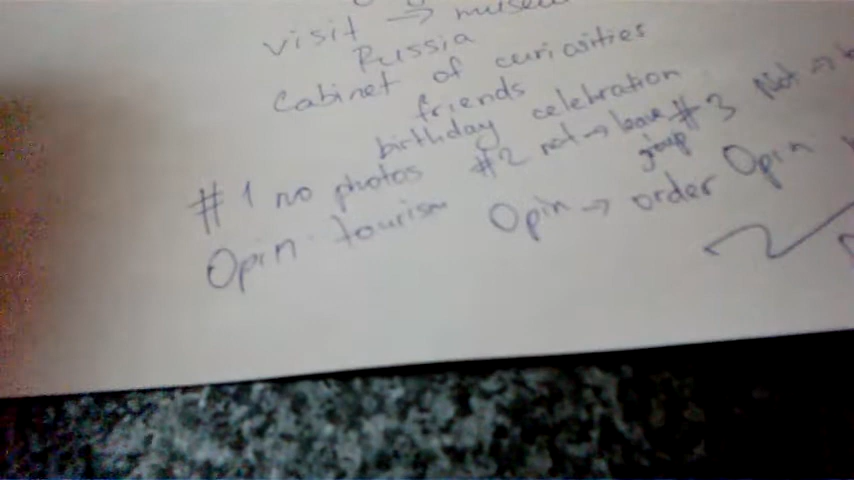 visit → museu
Russia
Cabinet of curiosities
friends
birthday celebration
#1 no photos #2 not → leave group #3 Not →
Opin tourism Opin → order Opin